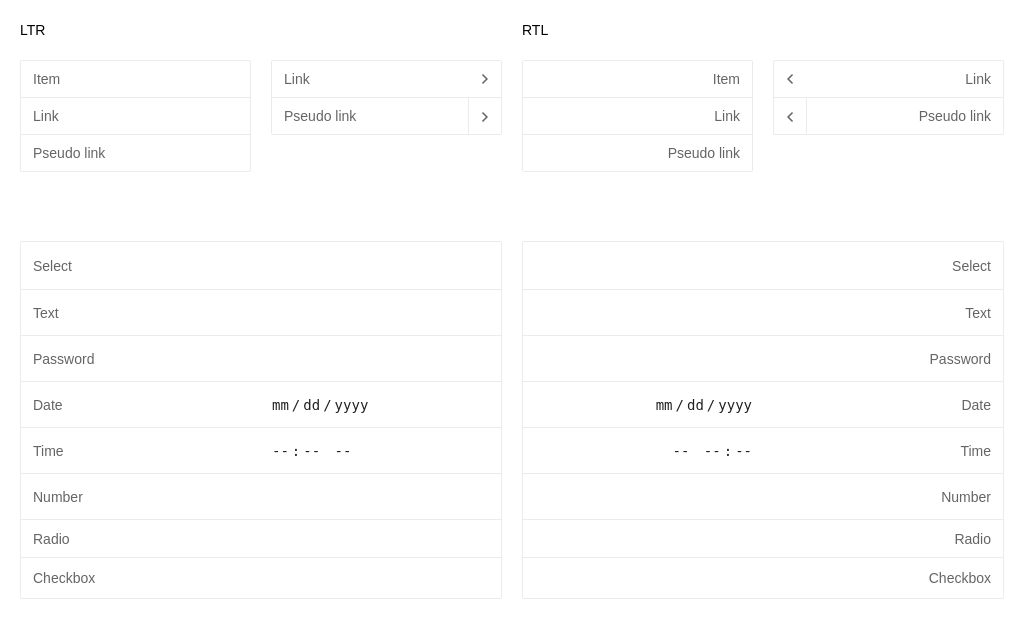 LTR
Item
Link
Pseudo link
Link
Pseudo link
Select
Text
Password
Date mm/dd/yyyy
Time --:-- --
Number
Radio
Checkbox
RTL
Item
Link
Pseudo link
Link
Pseudo link
Select
Text
Password
mm/dd/yyyy Date
-- --:-- Time
Number
Radio
Checkbox